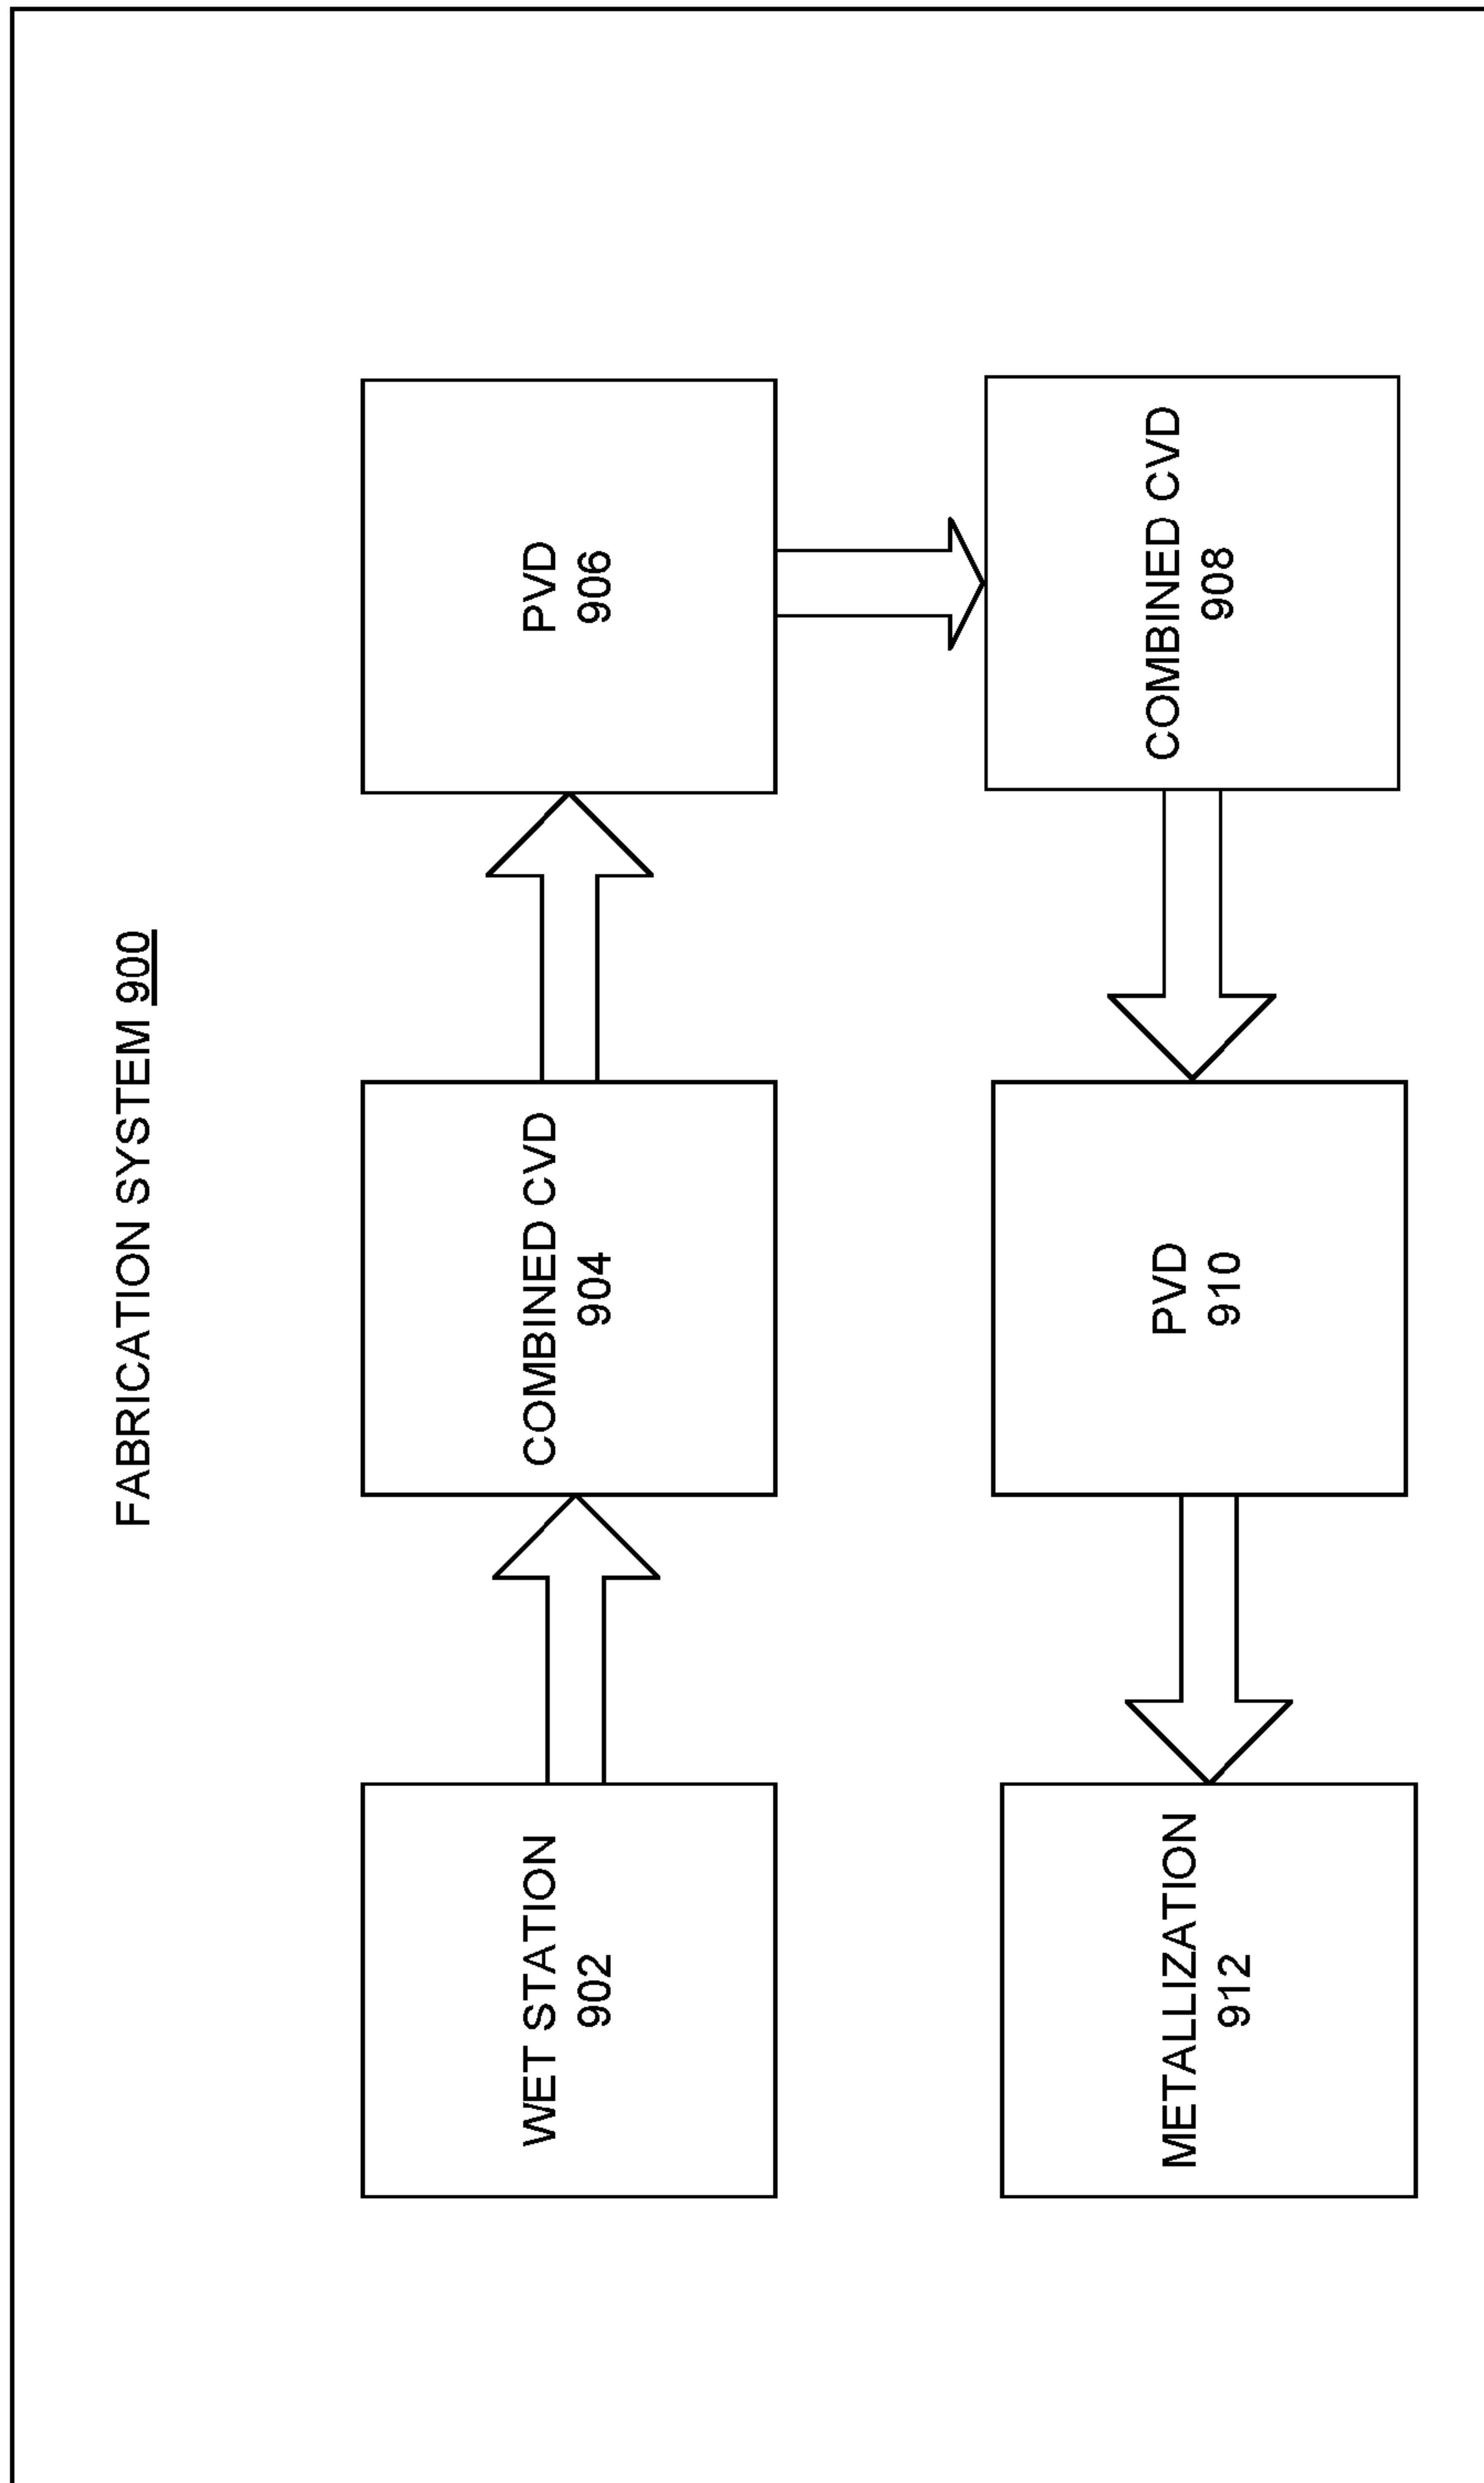 FABRICATION SYSTEM 900
WET STATION
902
COMBINED CVD
904
PVD
906
COMBINED CVD
908
PVD
910
METALLIZATION
912